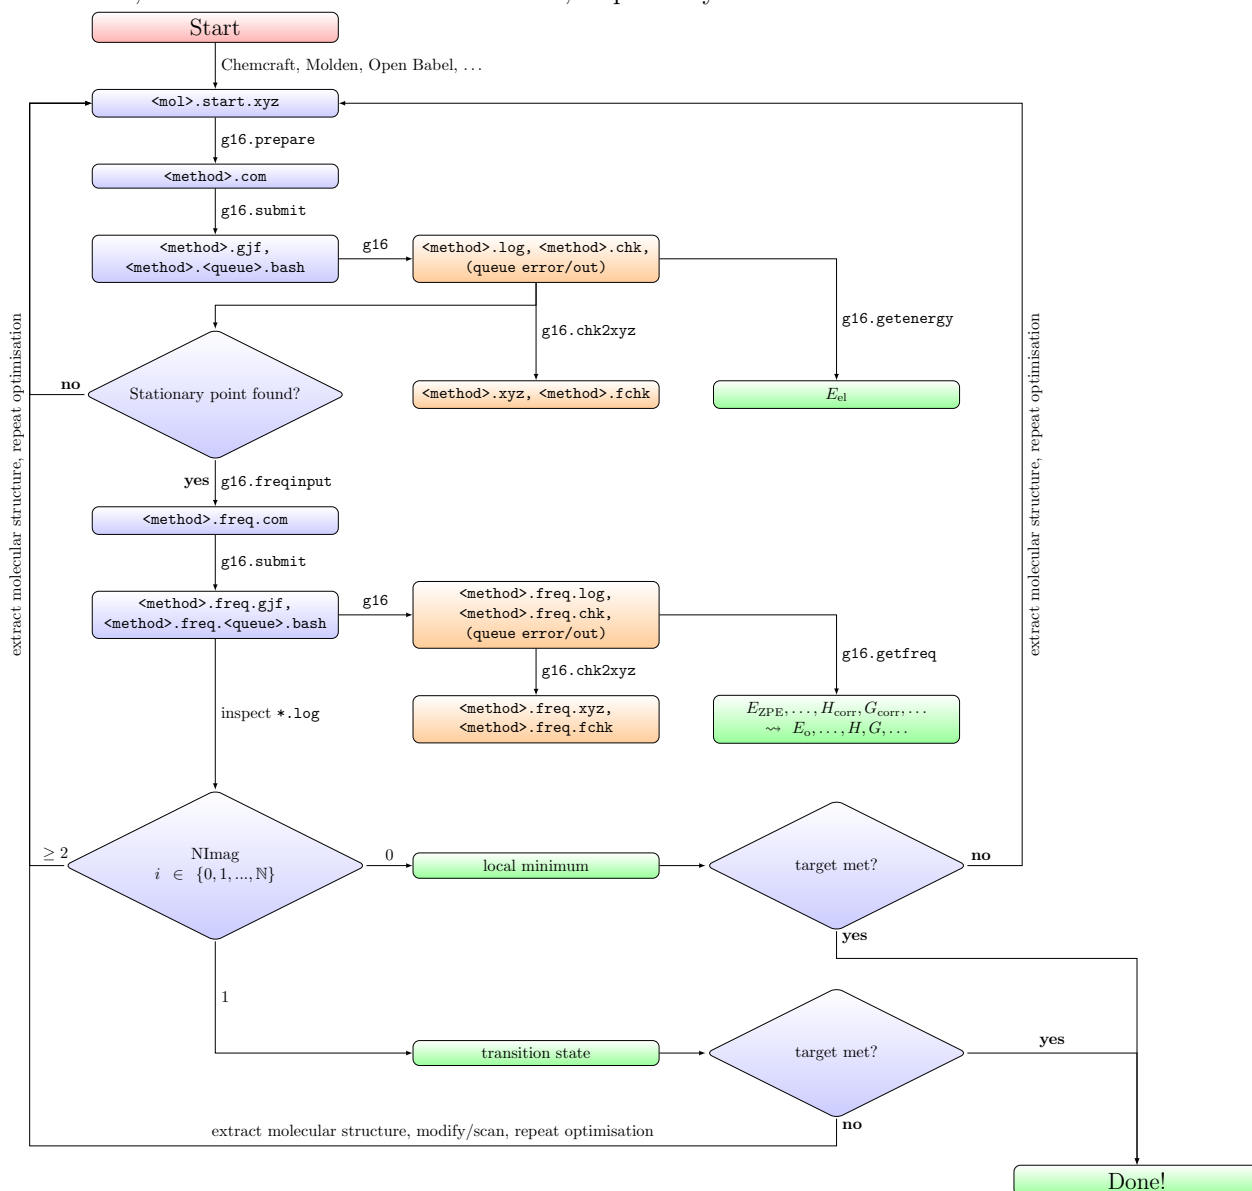 Start
Chemcraft, Molden, Open Babel, ...
<mol>.start.xyz
g16.prepare
<method>.com
g16.submit
<method>.gjf,
<method>.<queue>.bash
g16
<method>.log, <method>.chk,
(queue error/out)
g16.chk2xyz
g16.getenergy
Stationary point found?
no
<method>.xyz, <method>.fchk
E_el
yes
g16.freqinput
extract molecular structure, repeat optimisation
extract molecular structure, repeat optimisation
<method>.freq.com
g16.submit
<method>.freq.gjf,
<method>.freq.<queue>.bash
g16
<method>.freq.log,
<method>.freq.chk,
(queue error/out)
g16.chk2xyz
g16.getfreq
inspect *.log
<method>.freq.xyz,
<method>.freq.fchk
E_ZPE, ..., H_corr, G_corr, ...
⇝ E_o, ..., H, G, ...
≥ 2
NImag
i ∈ {0, 1, ..., ℕ}
0
local minimum
target met?
no
yes
1
transition state
target met?
yes
no
extract molecular structure, modify/scan, repeat optimisation
Done!